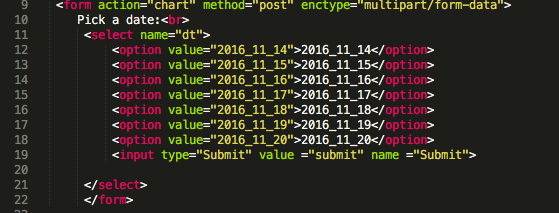 9 <form action="chart" method="post" enctype="multipart/form-data">
10 Pick a date:<br>
11 <select name="dt">
12 <option value="2016_11_14">2016_11_14</option>
13 <option value="2016_11_15">2016_11_15</option>
14 <option value="2016_11_16">2016_11_16</option>
15 <option value="2016_11_17">2016_11_17</option>
16 <option value="2016_11_18">2016_11_18</option>
17 <option value="2016_11_19">2016_11_19</option>
18 <option value="2016_11_20">2016_11_20</option>
19 <input type="Submit" value ="submit" name ="Submit">
20
21 </select>
22 </form>